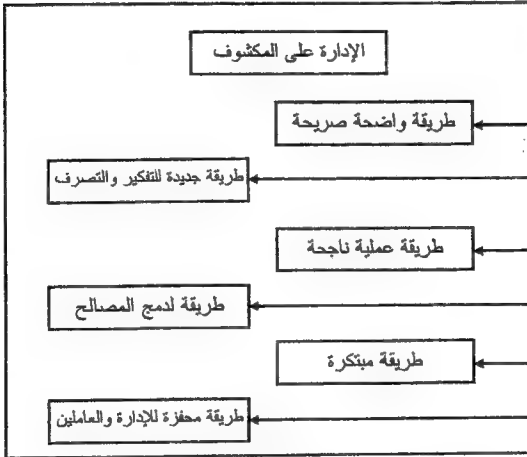 الإدارة على المكشوف
طريقة واضحة صريحة
طريقة جديدة للتفكير والتصرف
طريقة عملية ناجحة
طريقة لدمج المصالح
طريقة مبتكرة
طريقة محفزة للإدارة والعاملين